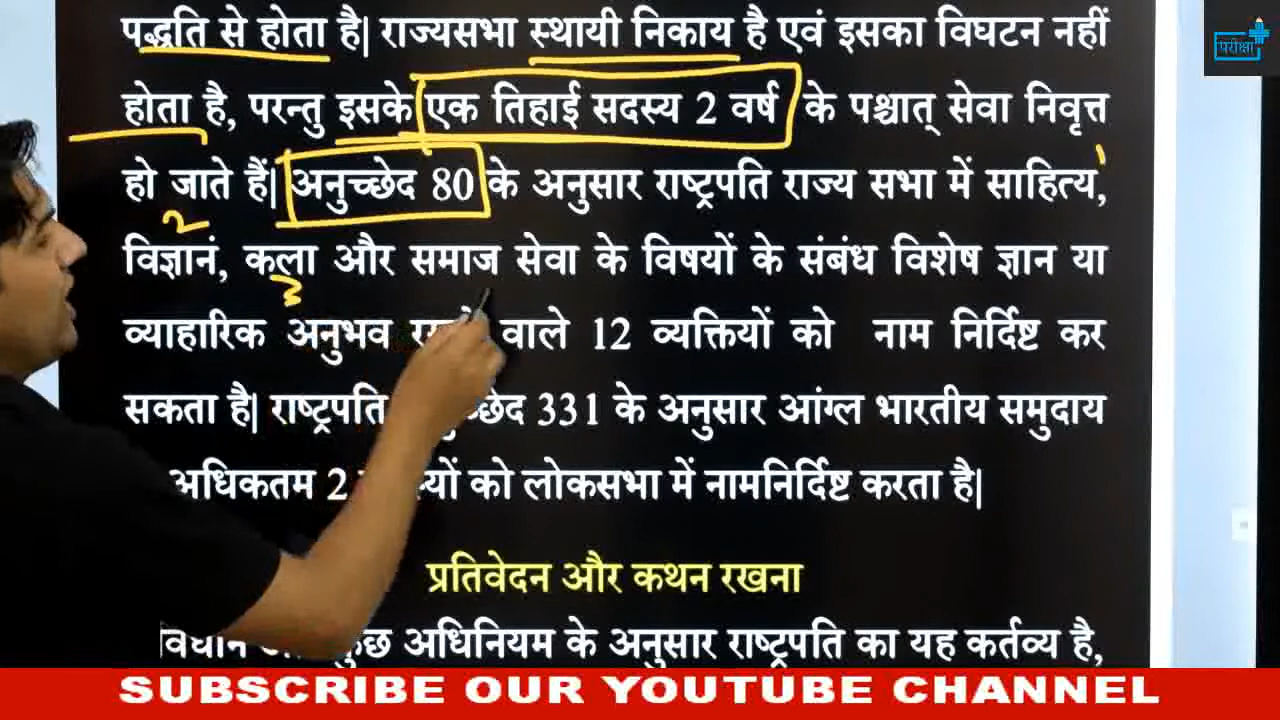 परीक्षा
पद्धति से होता है| राज्यसभा स्थायी निकाय है एवं इसका विघटन नहीं
होता है, परन्तु इसके एक तिहाई सदस्य 2 वर्ष के पश्चात् सेवा निवृत्त
हो जाते हैं| अनुच्छेद 80 के अनुसार राष्ट्रपति राज्य सभा में साहित्य,
1
2
विज्ञानं, कला और समाज सेवा के विषयों के संबंध विशेष ज्ञान या
3
व्याहारिक अनुभव वाले 12 व्यक्तियों को नाम निर्दिष्ट कर
सकता है| राष्ट्रपति 331 के अनुसार आंग्ल भारतीय समुदाय
अधिकतम 2 को लोकसभा में नामनिर्दिष्ट करता है|
प्रतिवेदन और कथन रखना
अधिनियम के अनुसार राष्ट्रपति का यह कर्तव्य है,
SUBSCRIBE OUR YOUTUBE CHANNEL